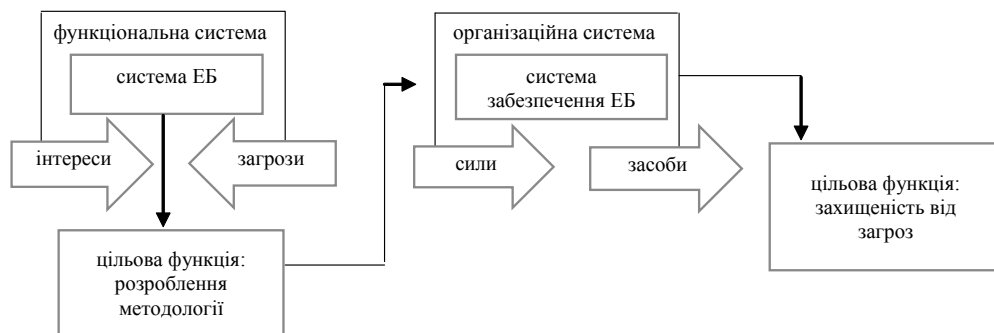 функціональна система
система ЕБ
інтереси
загрози
цільова функція:
розроблення
методології
організаційна система
система
забезпечення ЕБ
сили
засоби
цільова функція:
захищеність від
загроз